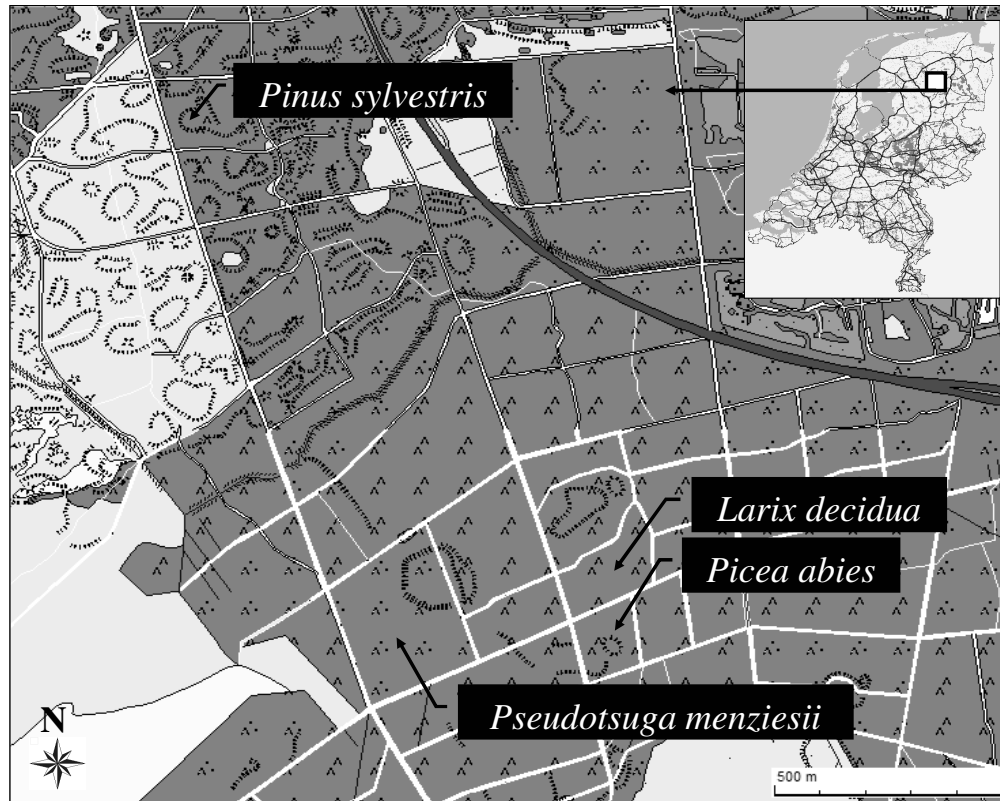 Pinus sylvestris
Larix decidua
Picea abies
Pseudotsuga menziesii
N
500 m